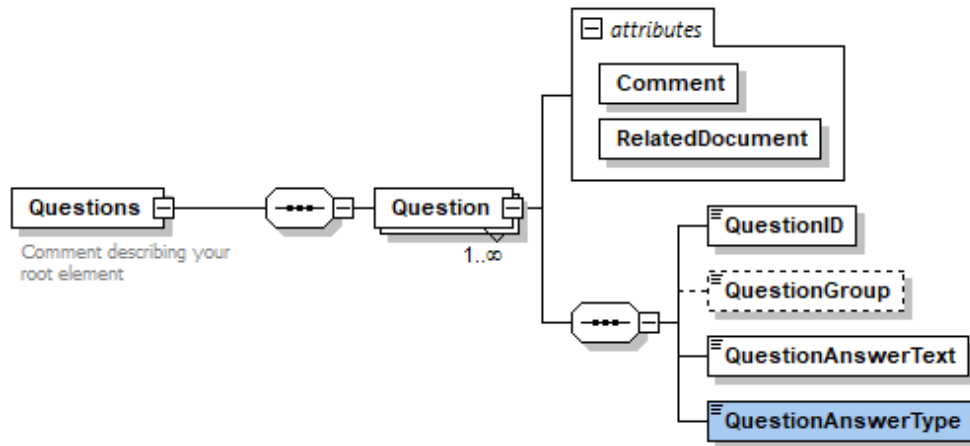 attributes
Comment
RelatedDocument
Questions
Comment describing your
root element
Question
1..∞
QuestionID
QuestionGroup
QuestionAnswerText
QuestionAnswerType